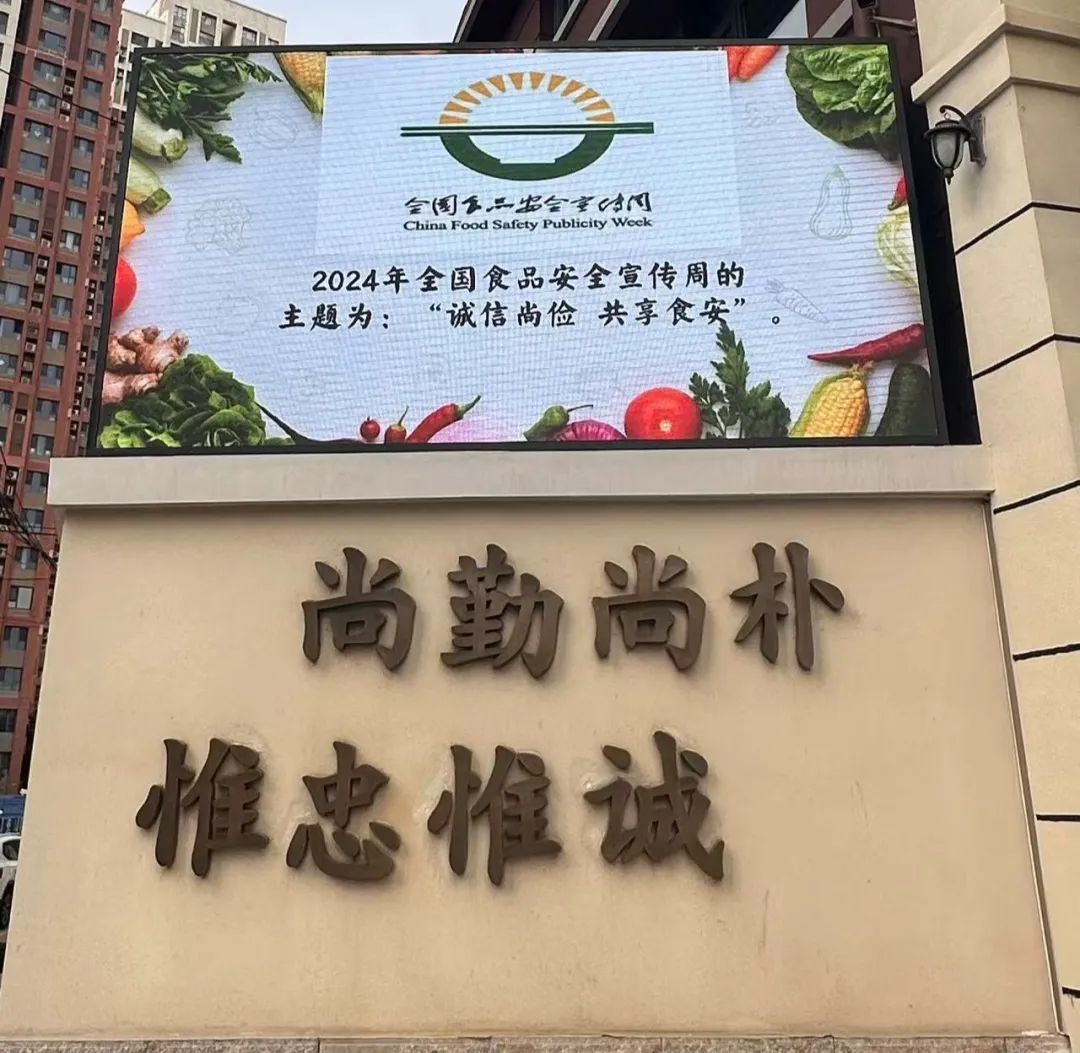 全国食品安全宣传周
China Food Safety Publicity Week
2024年全国食品安全宣传周的
主题为：“诚信尚俭 共享食安”。
尚勤尚朴
惟忠惟诚